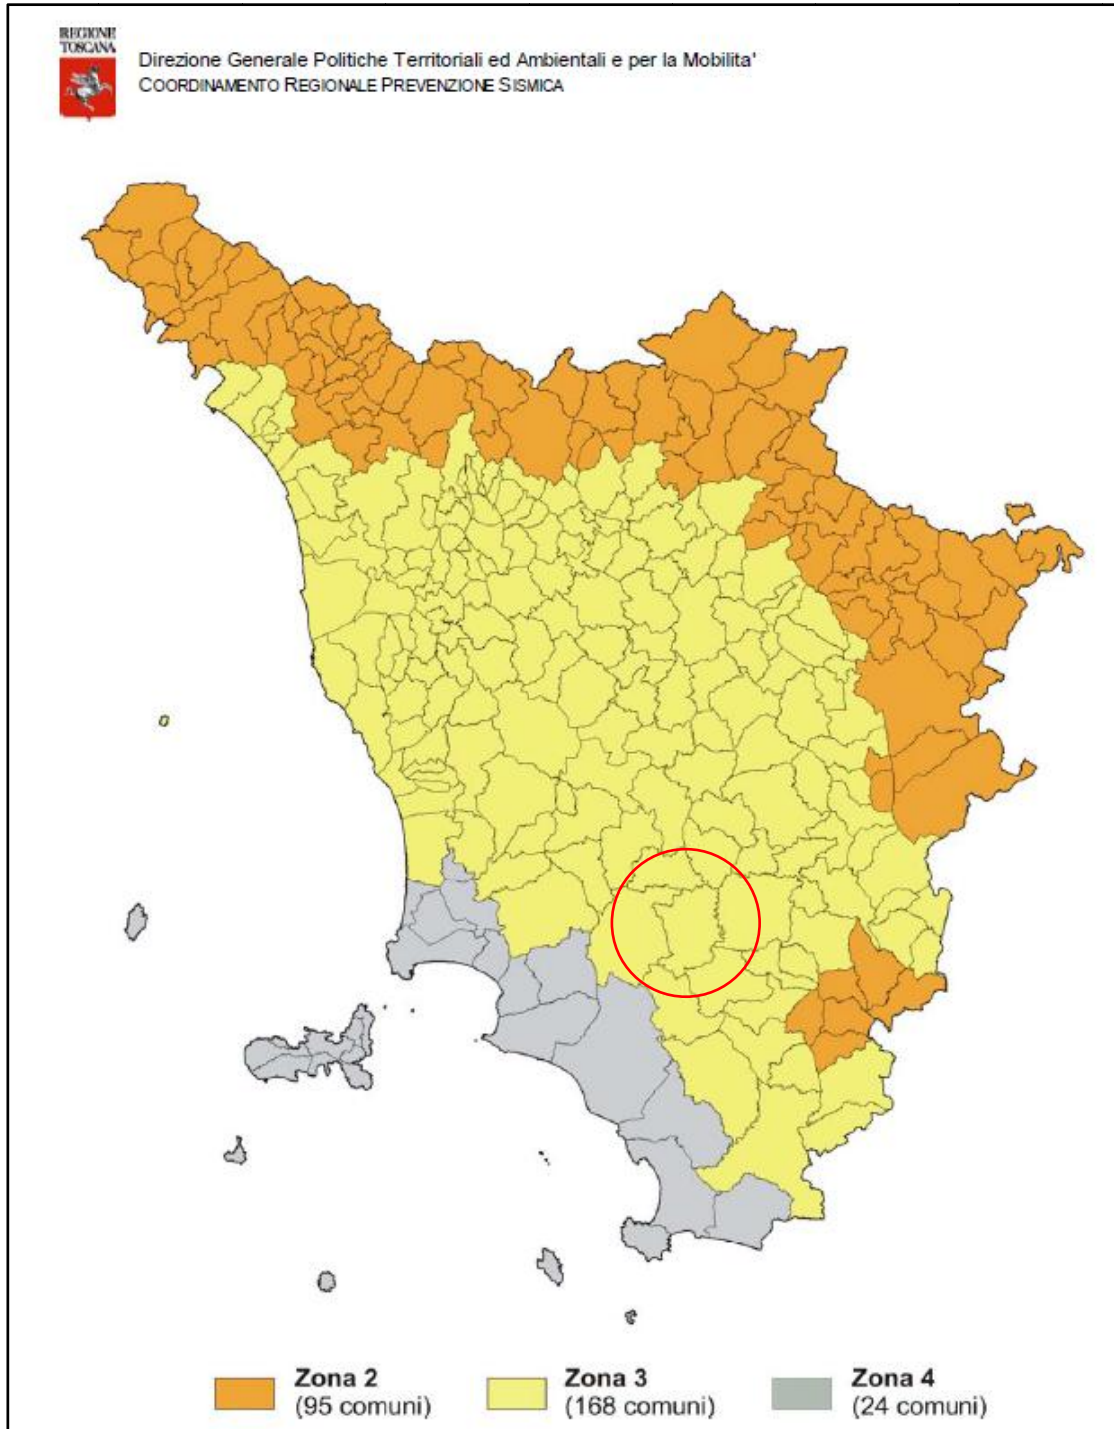 REGIONE
TOSCANA
Direzione Generale Politiche Territoriali ed Ambientali e per la Mobilita'
COORDINAMENTO REGIONALE PREVENZIONE SISMICA
Zona 2
(95 comuni)
Zona 3
(168 comuni)
Zona 4
(24 comuni)